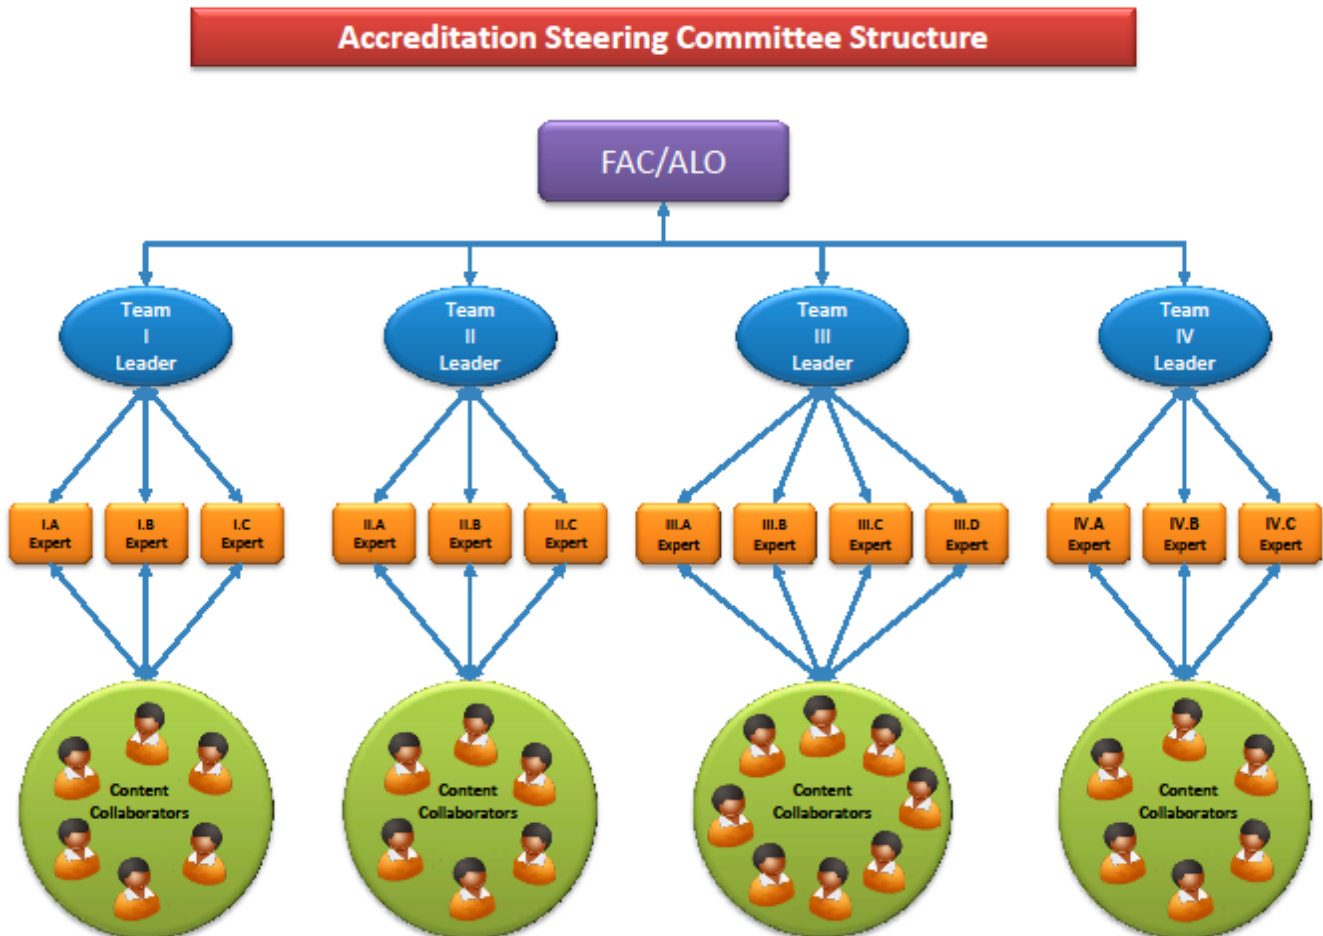 Accreditation Steering Committee Structure
FAC/ALO
Team
I
Leader
Team
II
Leader
Team
III
Leader
Team
IV
Leader
I.A
Expert
I.B
Expert
I.C
Expert
II.A
Expert
II.B
Expert
II.C
Expert
III.A
Expert
III.B
Expert
III.C
Expert
III.D
Expert
IV.A
Expert
IV.B
Expert
IV.C
Expert
Content
Collaborators
Content
Collaborators
Content
Collaborators
Content
Collaborators